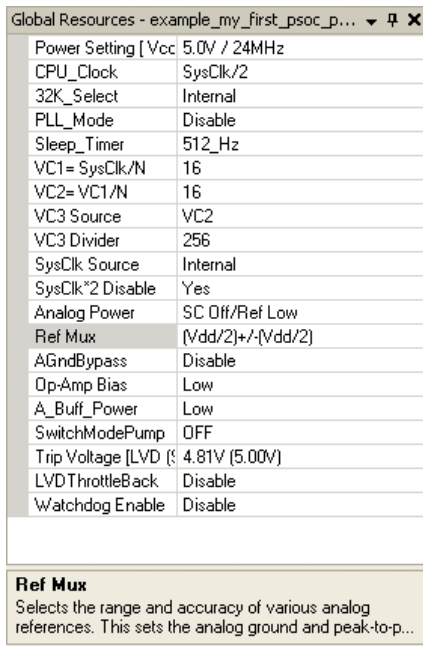 Global Resources - example_my_first_psoc_p...
Power Setting [ Vcc 5.0V / 24MHz
CPU_Clock SysClk/2
32K_Select Internal
PLL_Mode Disable
Sleep_Timer 512_Hz
VC1= SysClk/N 16
VC2= VC1/N 16
VC3 Source VC2
VC3 Divider 256
SysClk Source Internal
SysClk*2 Disable Yes
Analog Power SC Off/Ref Low
Ref Mux (Vdd/2)+/-(Vdd/2)
AGndBypass Disable
Op-Amp Bias Low
A_Buff_Power Low
SwitchModePump OFF
Trip Voltage [LVD (S 4.81V (5.00V)
LVDThrottleBack Disable
Watchdog Enable Disable
Ref Mux
Selects the range and accuracy of various analog
references. This sets the analog ground and peak-to-p...